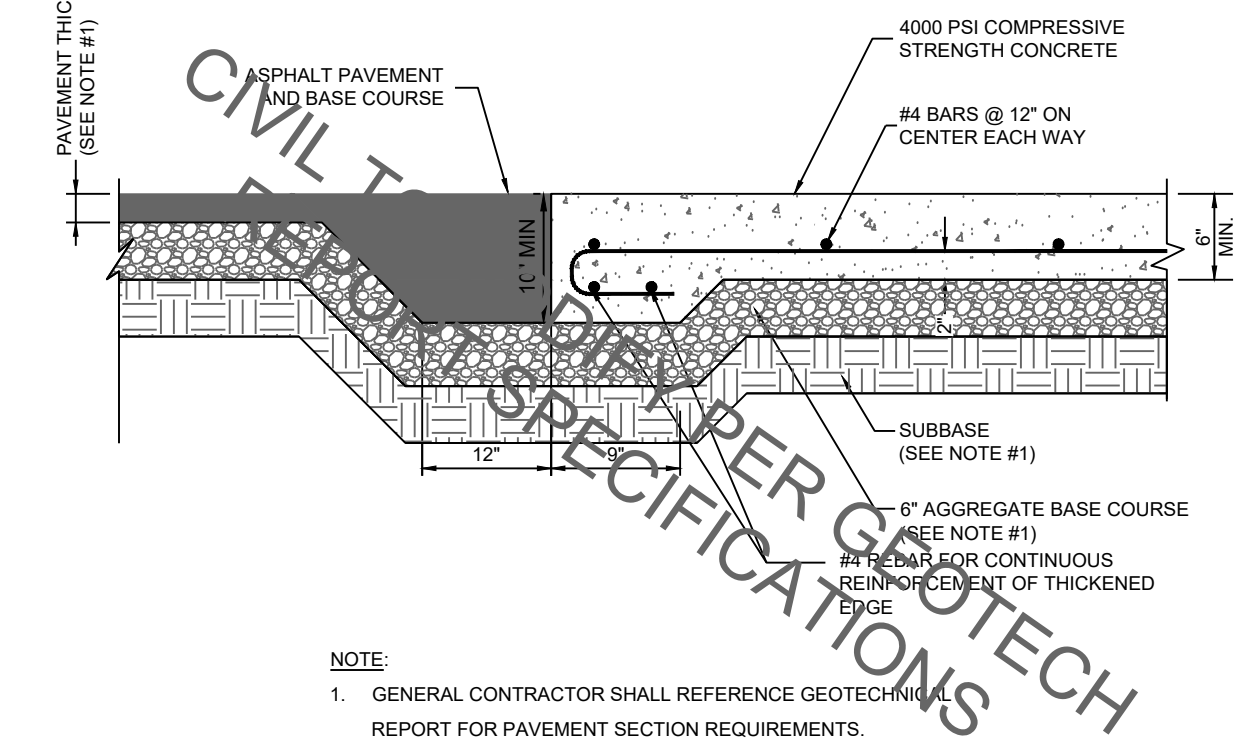 PAVEMENT THIC
(SEE NOTE #1)
ASPHALT PAVEMENT
AND BASE COURSE
4000 PSI COMPRESSIVE
STRENGTH CONCRETE
#4 BARS @ 12" ON
CENTER EACH WAY
10" MIN
6"
MIN.
2"
12"
9"
SUBBASE
(SEE NOTE #1)
6" AGGREGATE BASE COURSE
(SEE NOTE #1)
#4 REBAR FOR CONTINUOUS
REINFORCEMENT OF THICKENED
EDGE
CIVIL TO MODIFY PER GEOTECH
REPORT SPECIFICATIONS
NOTE:
1. GENERAL CONTRACTOR SHALL REFERENCE GEOTECHNICAL
REPORT FOR PAVEMENT SECTION REQUIREMENTS.